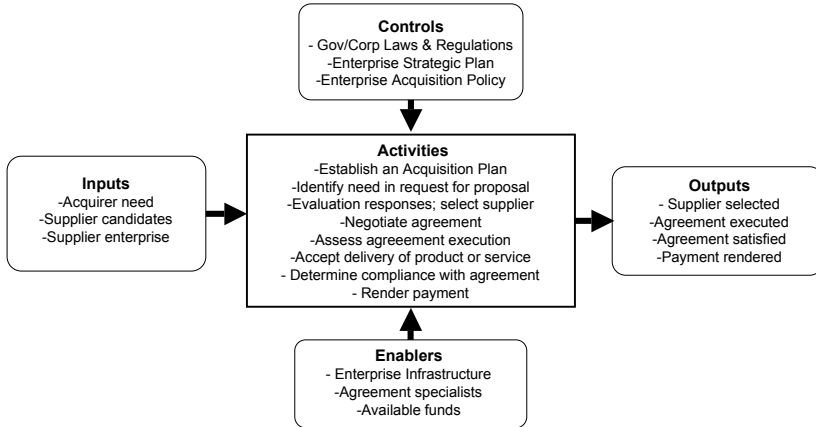 Controls
- Gov/Corp Laws & Regulations
-Enterprise Strategic Plan
-Enterprise Acquisition Policy
Activities
-Establish an Acquisition Plan
-Identify need in request for proposal
-Evaluation responses; select supplier
-Negotiate agreement
-Assess agreeement execution
-Accept delivery of product or service
- Determine compliance with agreement
- Render payment
Inputs
-Acquirer need
-Supplier candidates
-Supplier enterprise
Outputs
- Supplier selected
-Agreement executed
-Agreement satisfied
-Payment rendered
Enablers
- Enterprise Infrastructure
-Agreement specialists
-Available funds